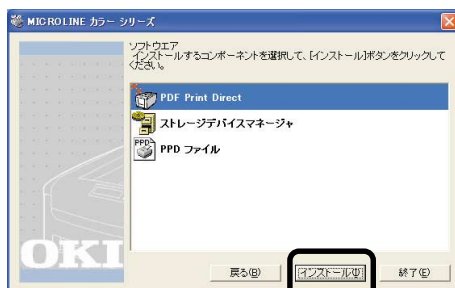 MICROLINE カラー シリーズ
ソフトウエア
インストールするコンポーネントを選択して、[インストール]ボタンをクリックして
ください。
PDF Print Direct
ストレージデバイスマネージャ
PPD
PPD ファイル
OKI
戻る(B)
インストール(I)
終了(E)